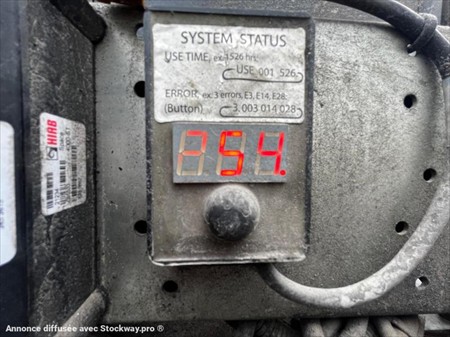 SYSTEM STATUS
USE TIME, ex. 1526 hrs.
USE 001 526
ERROR, ex. 3 errors, E3, E14, E28.
(Button) 3. 003 014 028
254.
HIAB
Annonce diffusée avec Stockway.pro ®